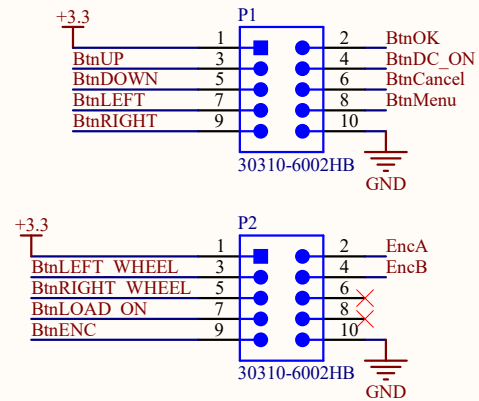 +3.3 P1
1 2 BtnOK
BtnUP 3 4 BtnDC_ON
BtnDOWN 5 6 BtnCancel
BtnLEFT 7 8 BtnMenu
BtnRIGHT 9 10
30310-6002HB
GND
+3.3 P2
1 2 EncA
BtnLEFT_WHEEL 3 4 EncB
BtnRIGHT_WHEEL 5 6
BtnLOAD_ON 7 8
BtnENC 9 10
30310-6002HB
GND